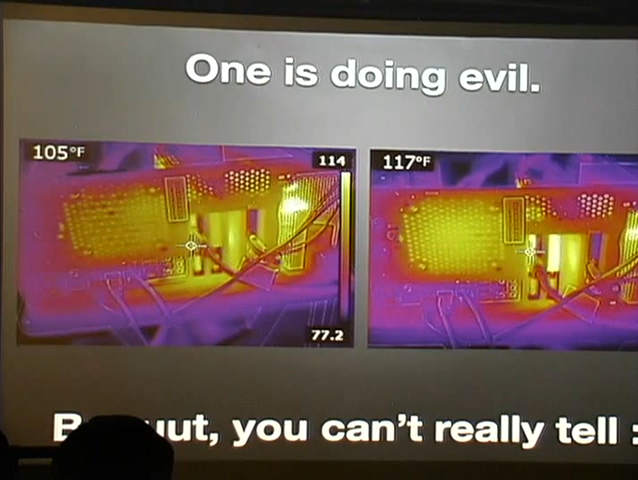 One is doing evil.
105°F
114
117°F
77.2
you can't really tell :